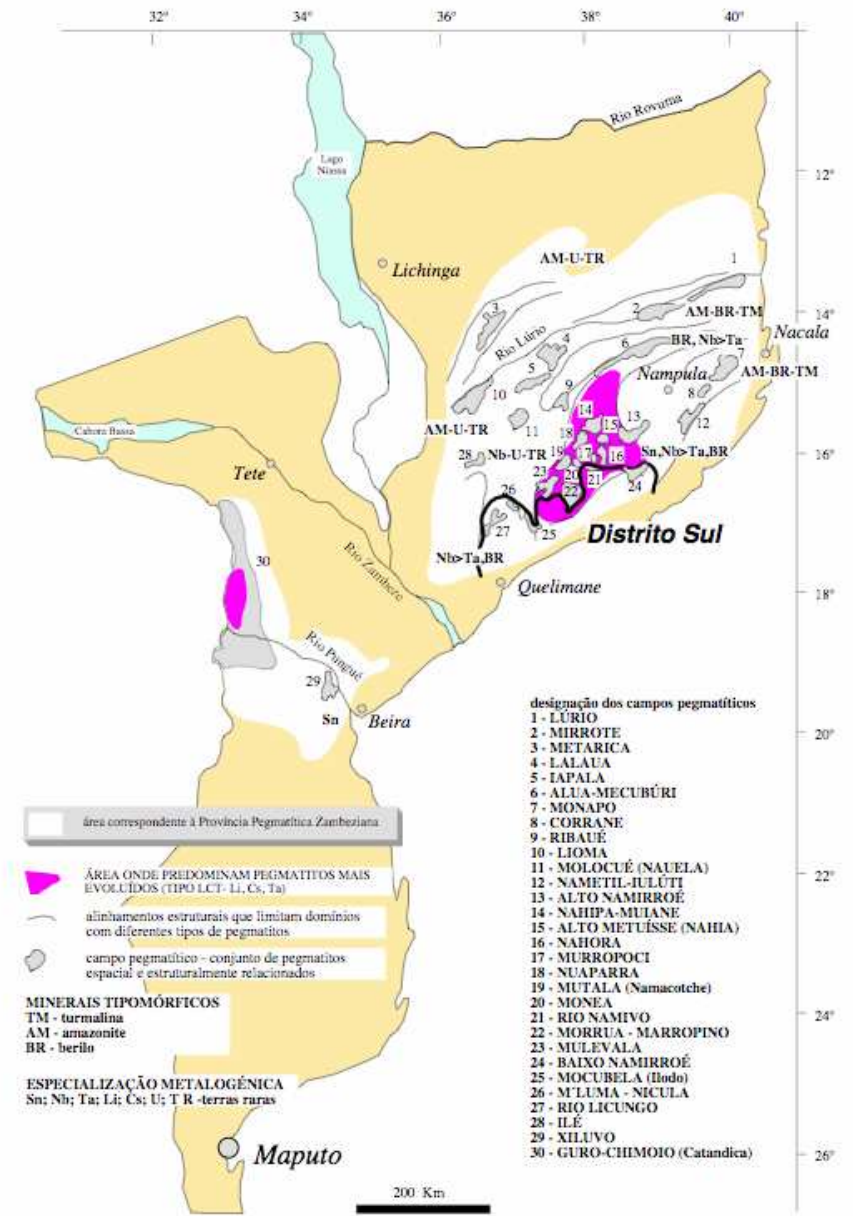 32°
34°
36°
38°
40°
Rio Rovuma
Lago
Niassa
12°
Lichinga
AM-U-TR
1
3
2
AM-BR-TM
14°
Rio Lúrio
4
6
BR, Nb>Ta
Nacala
5
7
10
9
Nampula
8
AM-BR-TM
14
11
15
13
12
AM-U-TR
18
Cahora Bassa
28
Nb-U-TR
19
17
16
Sn,Nb>Ta,BR
16°
Tete
23
20
21
24
26
22
27
25
Distrito Sul
Rio Zambeze
Nb>Ta,BR
30
Quelimane
18°
Rio Pungué
29
Sn
Beira
20°
designação dos campos pegmatíticos
1 - LÚRIO
2 - MIRROTE
3 - METARICA
4 - LALAUA
5 - IAPALA
6 - ALUA-MECUBÚRI
7 - MONAPO
8 - CORRANE
9 - RIBAUÉ
10 - LIOMA
11 - MOLOCUÉ (NAUELA)
12 - NAMETIL-IULÚTI
13 - ALTO NAMIRROÉ
14 - NAHIPA-MUIANE
15 - ALTO METUÍSSE (NAHIA)
16 - NAHORA
17 - MURROPOCI
18 - NUAPARRA
19 - MUTALA (Namacotche)
20 - MONEA
21 - RIO NAMIVO
22 - MORRUA - MARROPINO
23 - MULEVALA
24 - BAIXO NAMIRROÉ
25 - MOCUBELA (Ilodo)
26 - M´LUMA - NICULA
27 - RIO LICUNGO
28 - ILÉ
29 - XILUVO
30 - GURO-CHIMOIO (Catandica)
22°
24°
26°
área correspondente à Província Pegmatítica Zambeziana
ÁREA ONDE PREDOMINAM PEGMATITOS MAIS
EVOLUÍDOS (TIPO LCT- Li, Cs, Ta)
alinhamentos estruturais que limitam domínios
com diferentes tipos de pegmatitos
campo pegmatítico - conjunto de pegmatitos
espacial e estruturalmente relacionados
MINERAIS TIPOMÓRFICOS
TM - turmalina
AM - amazonite
BR - berilo
ESPECIALIZAÇÃO METALOGÉNICA
Sn; Nb; Ta; Li; Cs; U; T R -terras raras
Maputo
200 Km